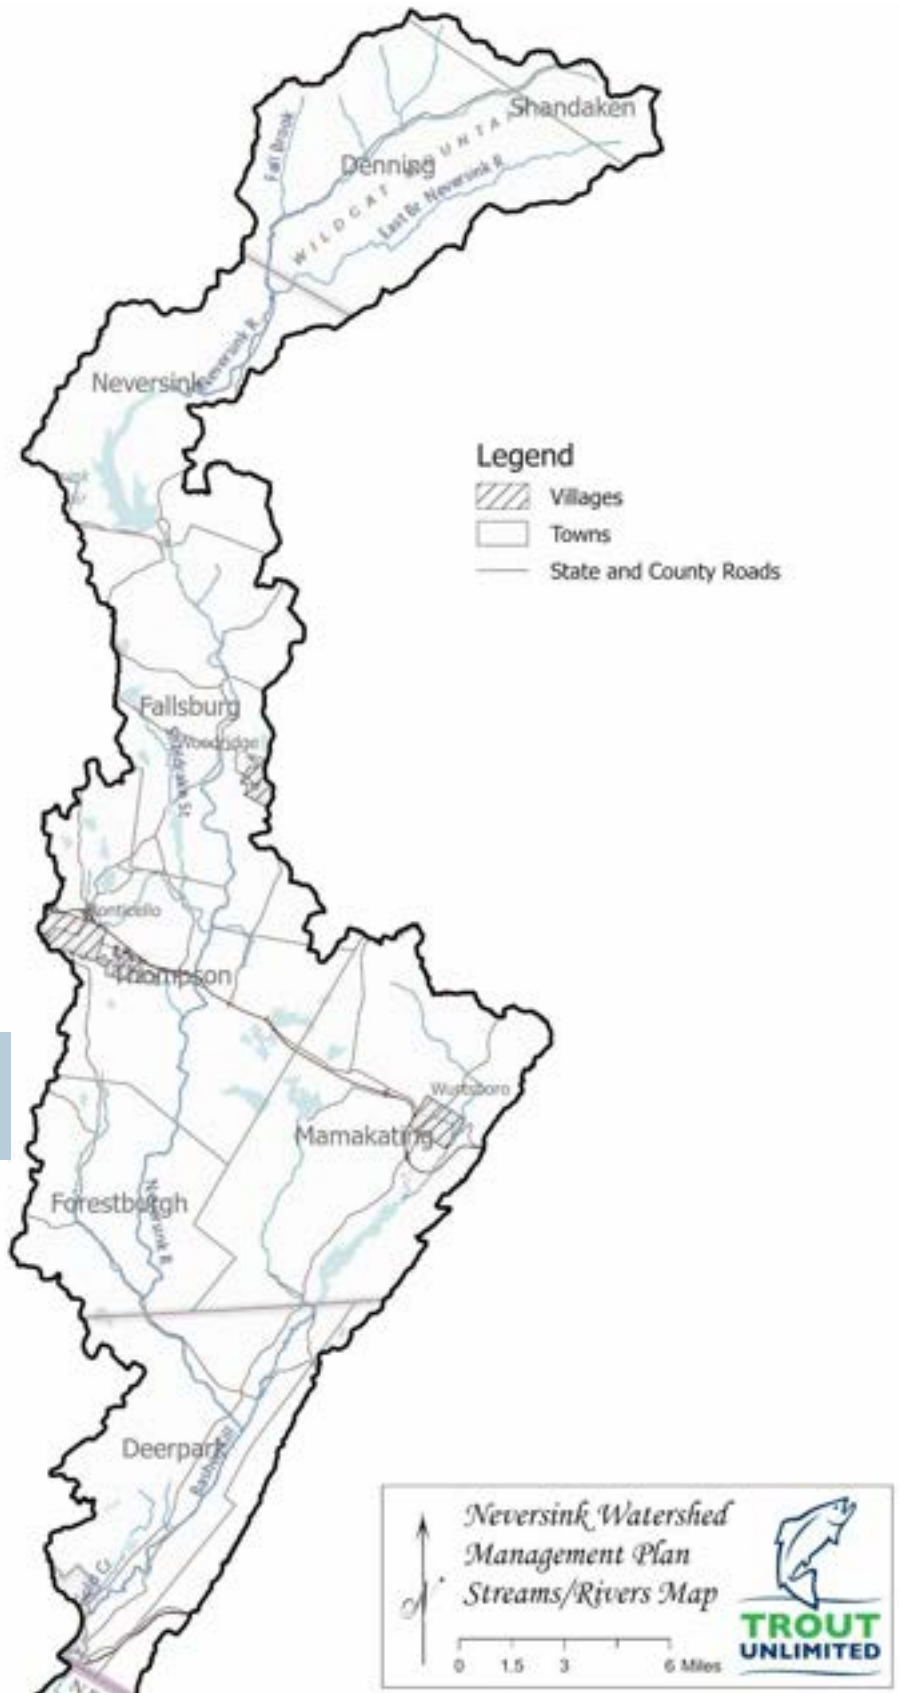 Shandaken
Fall Brook
Denning
East Br Neversink R
Neversink R
Neversink
Legend
Villages
Towns
State and County Roads
Fallsburg
Woodridge
Monticello
Thompson
Wurtsboro
Mamakating
Forestburgh
Neversink R
Deerpark
Neversink Watershed
Management Plan
Streams/Rivers Map
N
0 1.5 3 6 Miles
TROUT
UNLIMITED